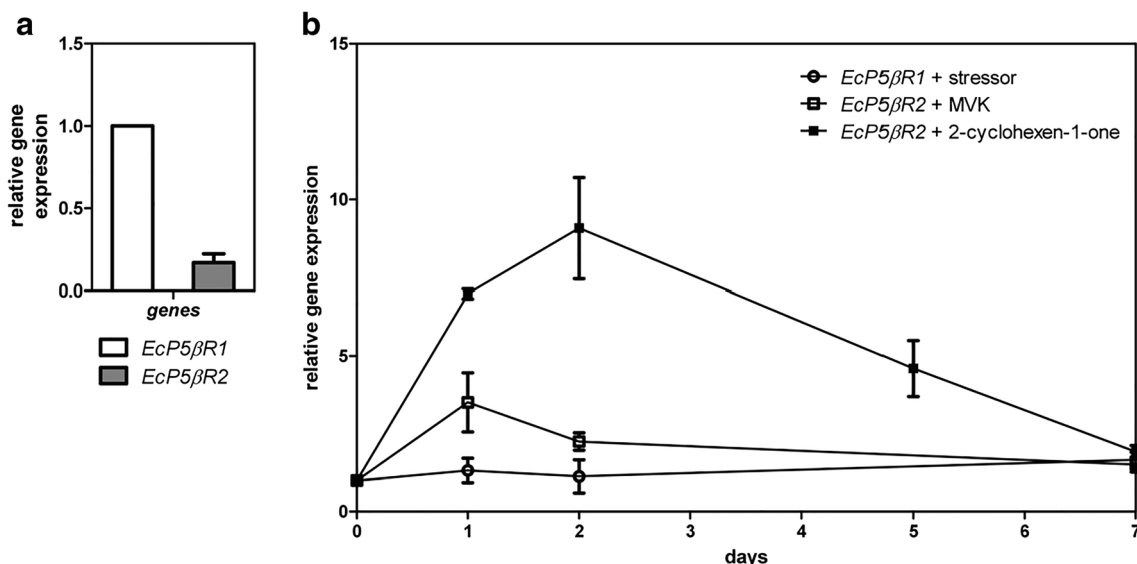 a
1.5
1.0
0.5
0.0
relative gene
expression
genes
EcP5βR1
EcP5βR2
b
15
10
5
0
relative gene expression
EcP5βR1 + stressor
EcP5βR2 + MVK
EcP5βR2 + 2-cyclohexen-1-one
0 1 2 3 4 5 6 7
days